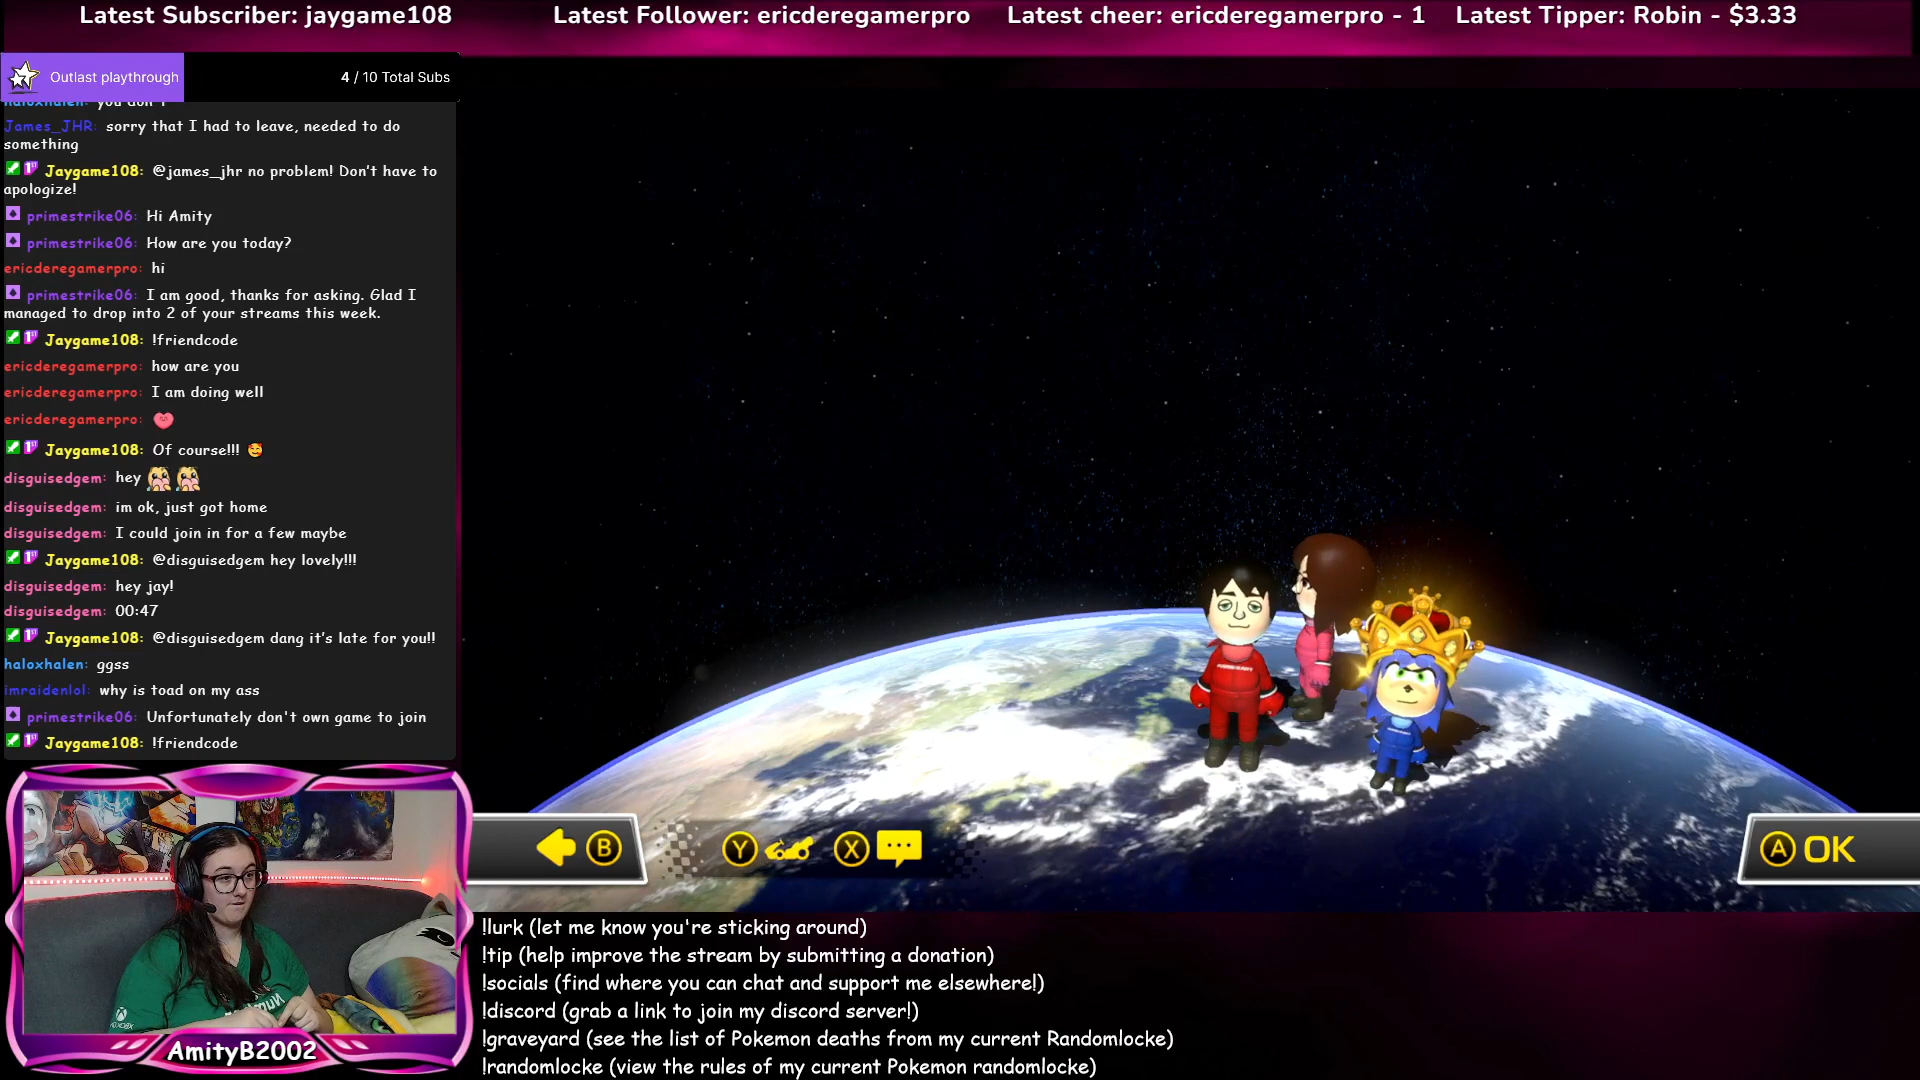 Latest Subscriber: jaygame108
Latest Follower: ericderegamerpro
Latest cheer: ericderegamerpro - 1
Latest Tipper: Robin - $3.33
Outlast playthrough
4 / 10 Total Subs
haloxhalen: you don't
James_JHR: sorry that I had to leave, needed to do
something
Jaygame108: @james_jhr no problem! Don't have to
apologize!
primestrike06: Hi Amity
primestrike06: How are you today?
ericderegamerpro: hi
primestrike06: I am good, thanks for asking. Glad I
managed to drop into 2 of your streams this week.
Jaygame108: !friendcode
ericderegamerpro: how are you
ericderegamerpro: I am doing well
ericderegamerpro:
Jaygame108: Of course!!!
disguisedgem: hey
disguisedgem: im ok, just got home
disguisedgem: I could join in for a few maybe
Jaygame108: @disguisedgem hey lovely!!!
disguisedgem: hey jay!
disguisedgem: 00:47
Jaygame108: @disguisedgem dang it's late for you!!
haloxhalen: ggss
imraidenlol: why is toad on my ass
primestrike06: Unfortunately don't own game to join
Jaygame108: !friendcode
B
Y
X
A OK
XBOX
AmityB2002
!lurk (let me know you're sticking around)
!tip (help improve the stream by submitting a donation)
!socials (find where you can chat and support me elsewhere!)
!discord (grab a link to join my discord server!)
!graveyard (see the list of Pokemon deaths from my current Randomlocke)
!randomlocke (view the rules of my current Pokemon randomlocke)